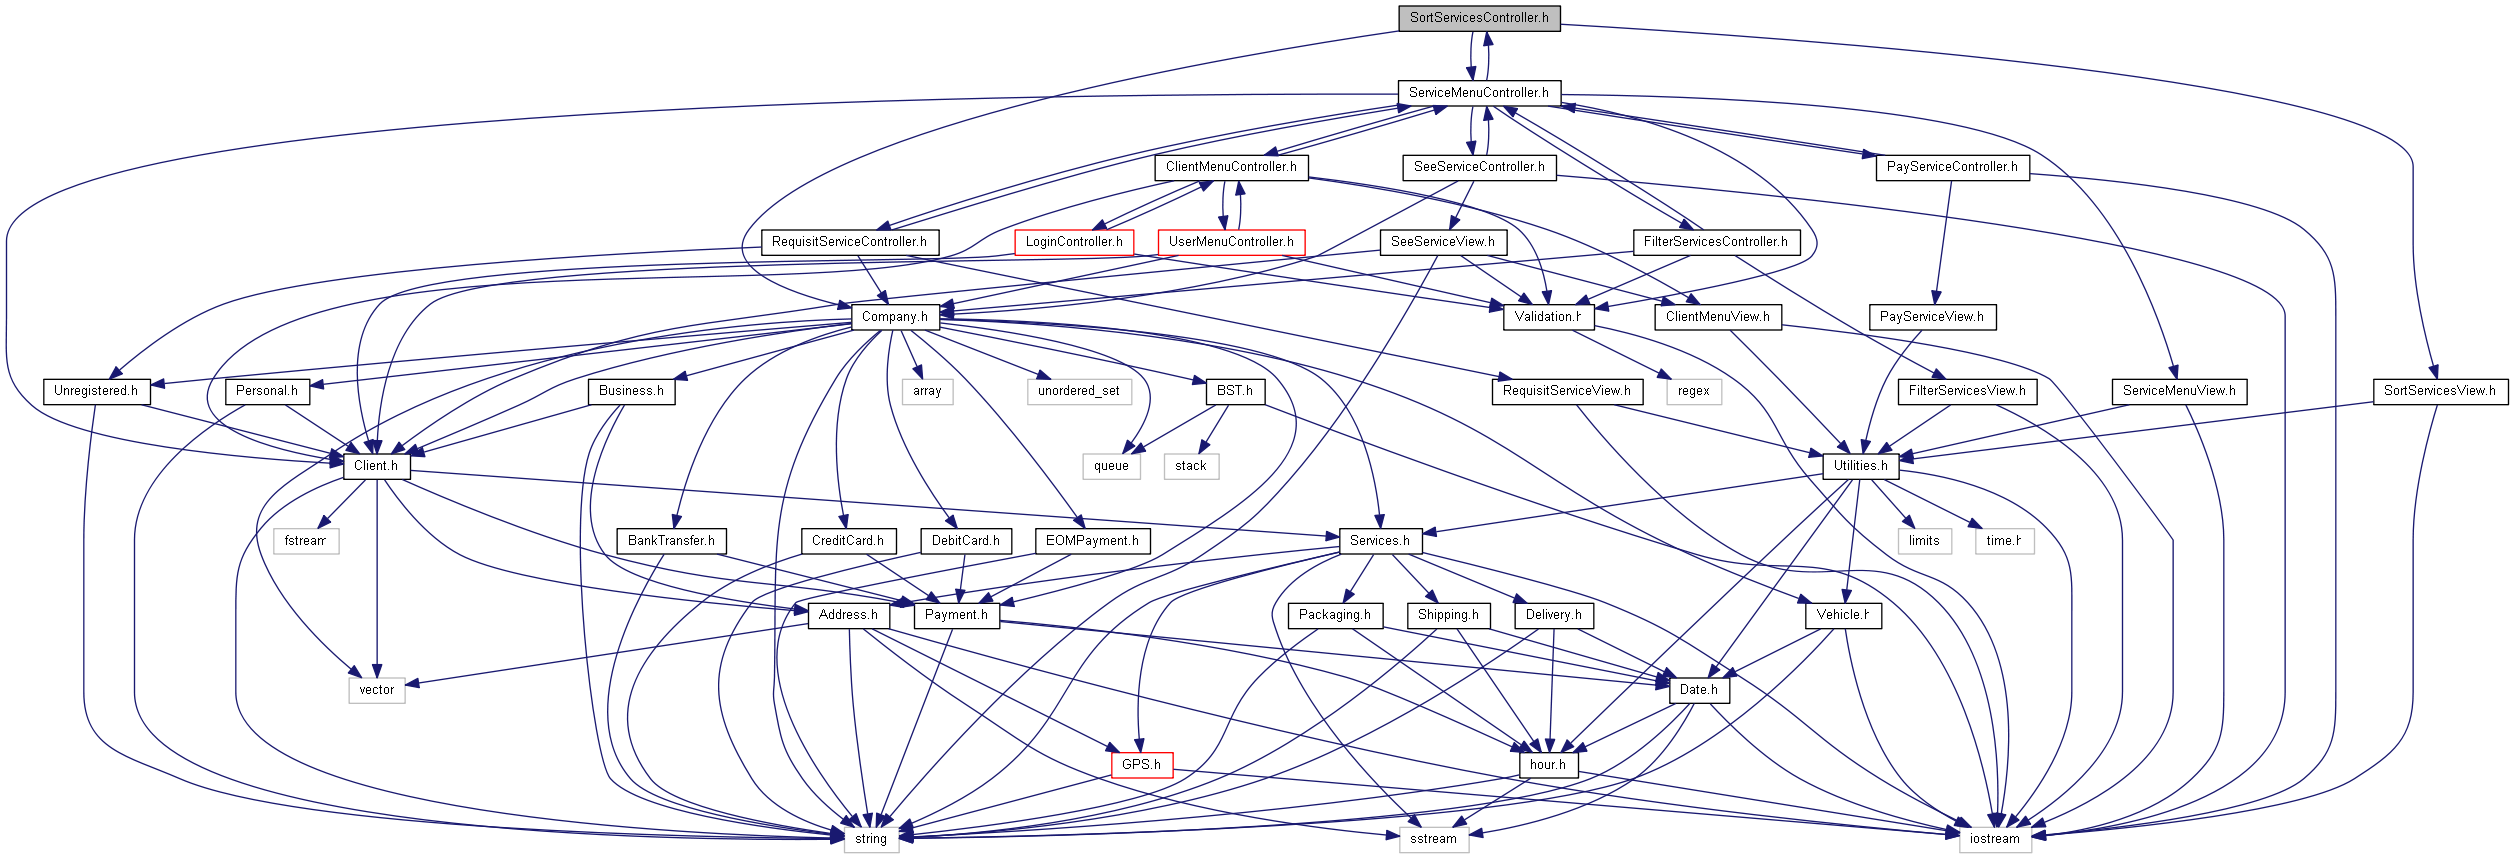 SortServicesController.h
ServiceMenuController.h
ClientMenuController.h
SeeServiceController.h
PayServiceController.h
RequisitServiceController.h
LoginController.h
UserMenuController.h
SeeServiceView.h
FilterServicesController.h
Company.h
Validation.h
ClientMenuView.h
PayServiceView.h
Unregistered.h
Personal.h
Business.h
array
unordered_set
BST.h
RequisitServiceView.h
regex
FilterServicesView.h
ServiceMenuView.h
SortServicesView.h
Client.h
queue
stack
Utilities.h
fstream
BankTransfer.h
CreditCard.h
DebitCard.h
EOMPayment.h
Services.h
limits
time.h
Address.h
Payment.h
Packaging.h
Shipping.h
Delivery.h
Vehicle.h
vector
Date.h
GPS.h
hour.h
string
sstream
iostream